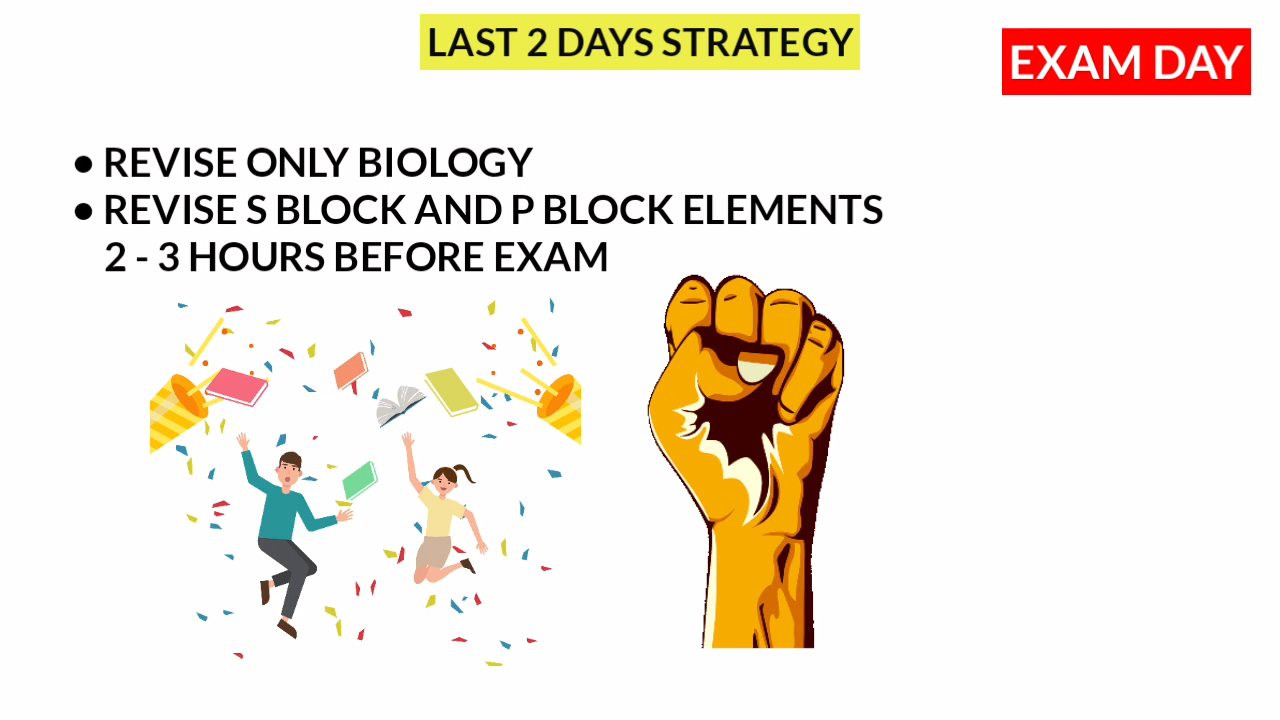 LAST 2 DAYS STRATEGY
EXAM DAY
• REVISE ONLY BIOLOGY
• REVISE S BLOCK AND P BLOCK ELEMENTS
2 - 3 HOURS BEFORE EXAM